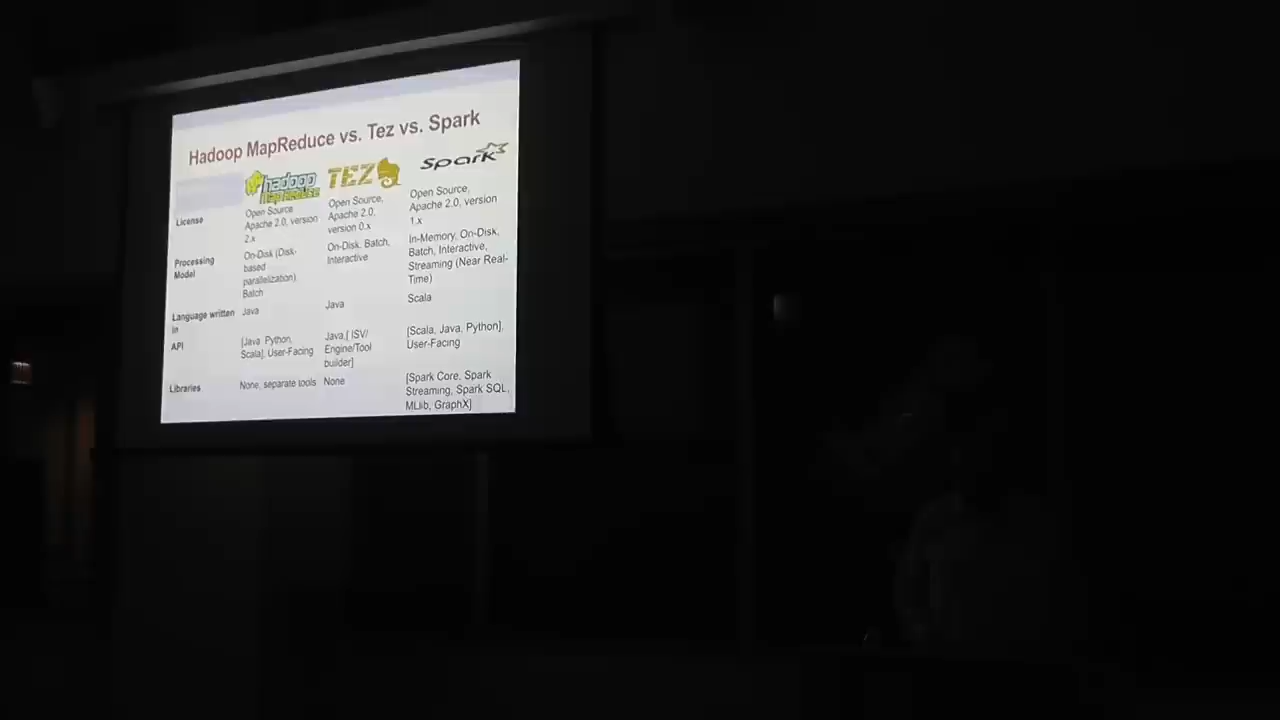 Hadoop MapReduce vs. Tez vs. Spark
hadoop
MapReduce
TEZ
Spark
License
Open Source
Apache 2.0, version
2.x
Open Source,
Apache 2.0,
version 0.x
Open Source,
Apache 2.0, version
1.x
Processing
Model
On-Disk (Disk-
based
parallelization),
Batch
On-Disk, Batch,
Interactive
In-Memory, On-Disk,
Batch, Interactive,
Streaming (Near Real-
Time)
Language written
in
Java
Java
Scala
API
[Java, Python,
Scala], User-Facing
Java,[ ISV/
Engine/Tool
builder]
[Scala, Java, Python],
User-Facing
Libraries
None, separate tools
None
[Spark Core, Spark
Streaming, Spark SQL,
MLlib, GraphX]